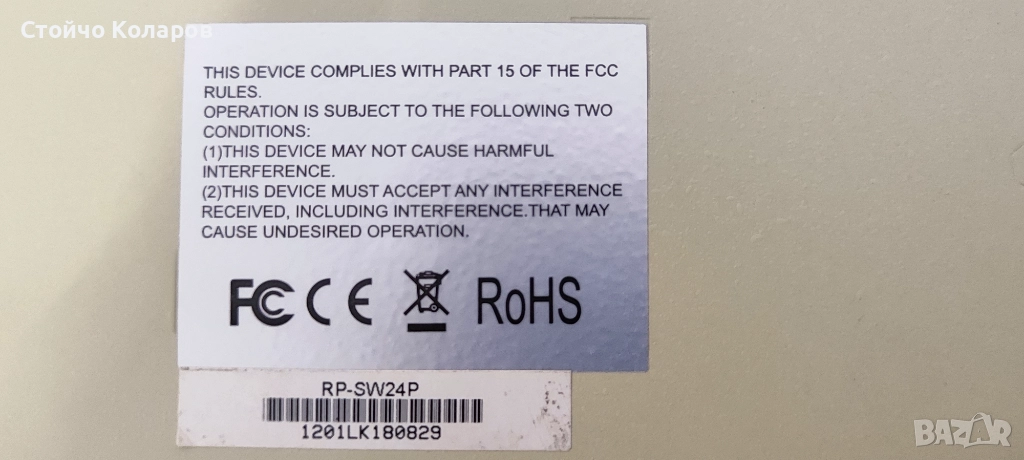 Стойчо Коларов
THIS DEVICE COMPLIES WITH PART 15 OF THE FCC
RULES.
OPERATION IS SUBJECT TO THE FOLLOWING TWO
CONDITIONS:
(1)THIS DEVICE MAY NOT CAUSE HARMFUL
INTERFERENCE.
(2)THIS DEVICE MUST ACCEPT ANY INTERFERENCE
RECEIVED, INCLUDING INTERFERENCE.THAT MAY
CAUSE UNDESIRED OPERATION.
FC CE RoHS
RP-SW24P
1201LK180829
BAZAR